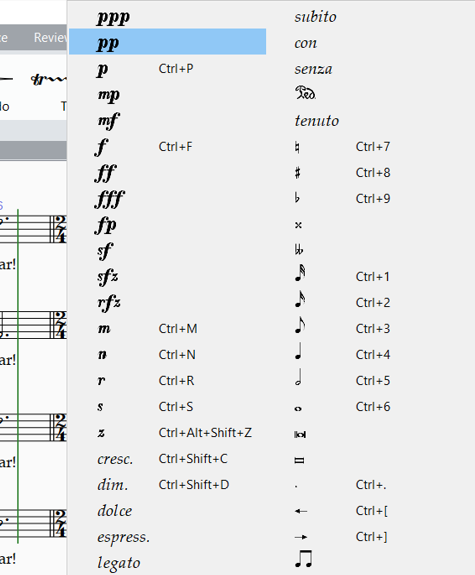 ce Review
lo T
6
ar!
ar!
ar!
ar!
ppp
pp
p Ctrl+P
mp
mf
f Ctrl+F
ff
fff
fp
sf
sfz
rfz
m Ctrl+M
n Ctrl+N
r Ctrl+R
s Ctrl+S
z Ctrl+Alt+Shift+Z
cresc. Ctrl+Shift+C
dim. Ctrl+Shift+D
dolce
espress.
legato
subito
con
senza
Ped
tenuto
♮ Ctrl+7
♯ Ctrl+8
♭ Ctrl+9
𝄪
𝄫
𝅘𝅥𝅱 Ctrl+1
𝅘𝅥𝅯 Ctrl+2
♪ Ctrl+3
♩ Ctrl+4
𝅗𝅥 Ctrl+5
𝅝 Ctrl+6
. Ctrl+.
← Ctrl+[
→ Ctrl+]
♫